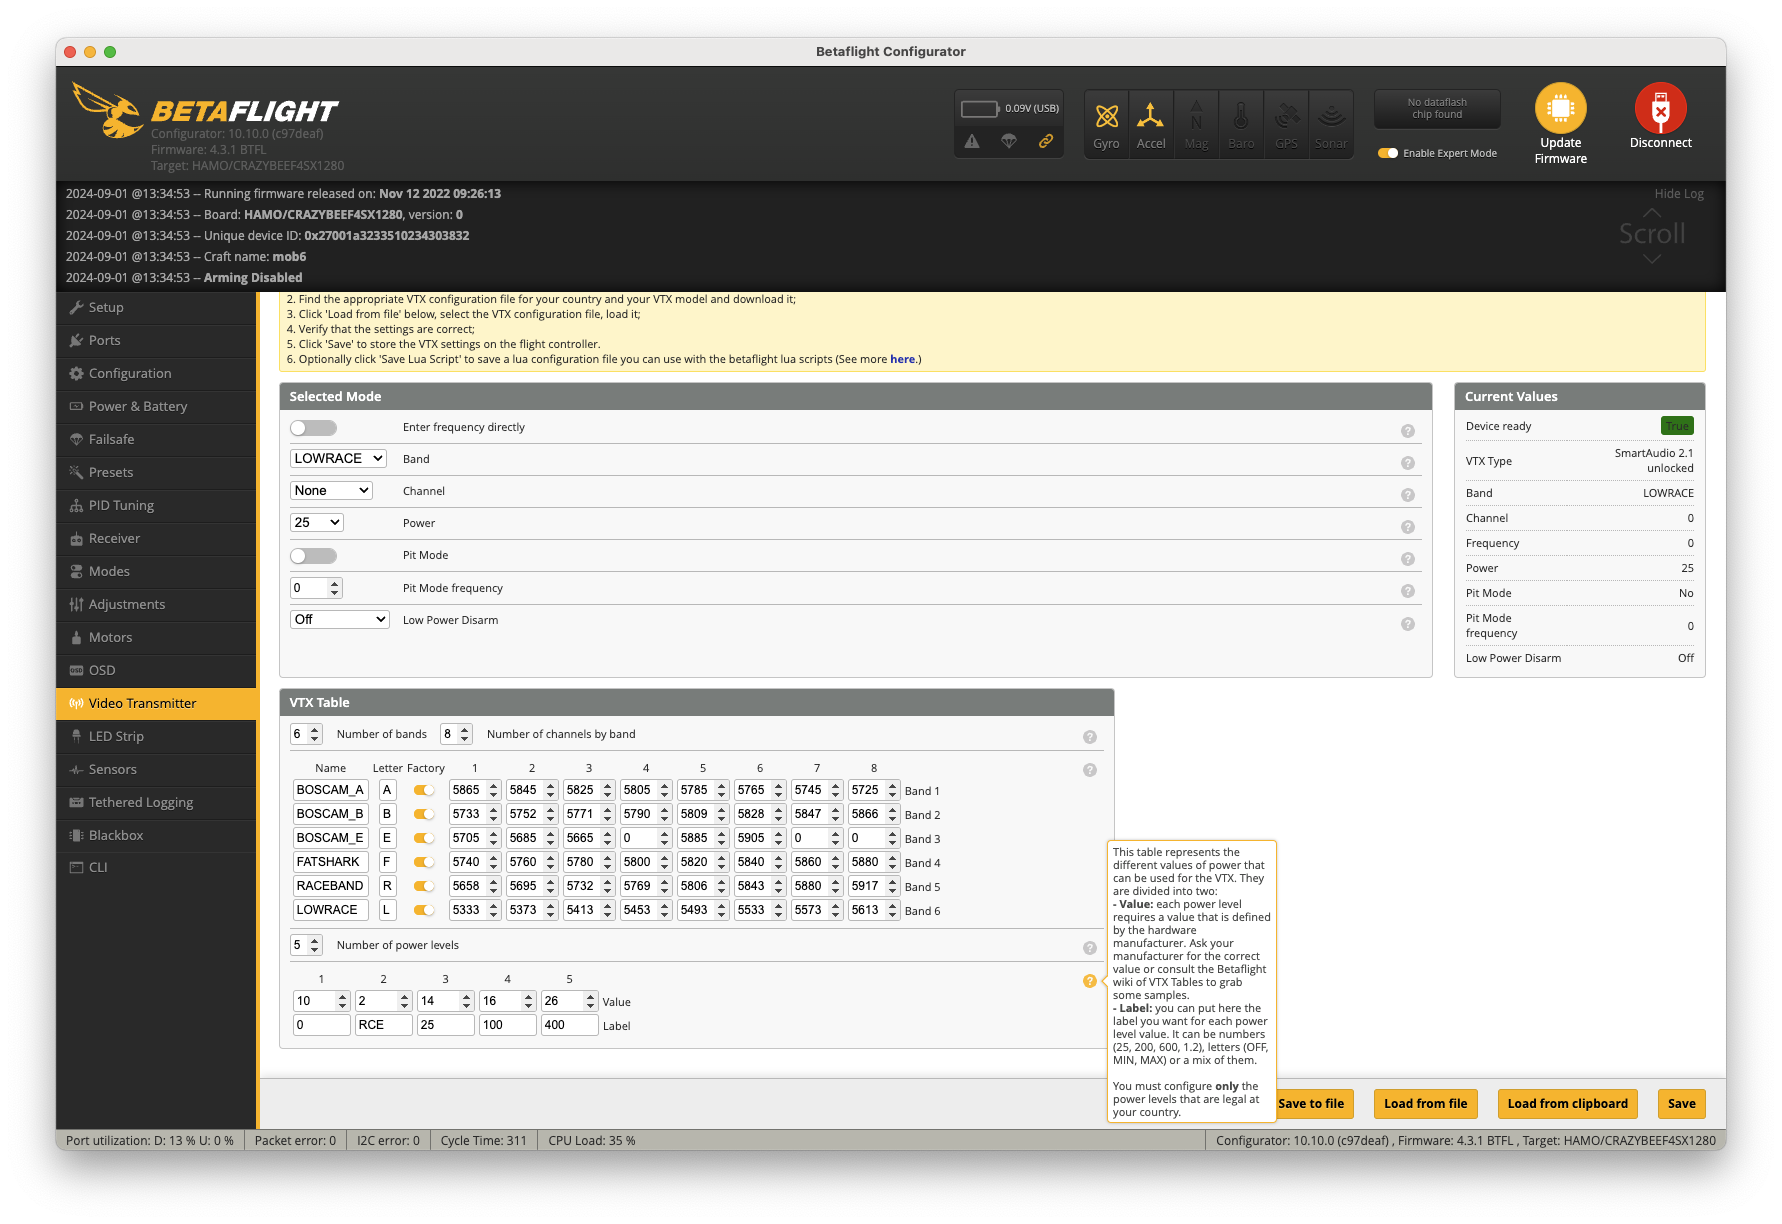 Betaflight Configurator
BETAFLIGHT
Configurator: 10.10.0 (c97deaf)
Firmware: 4.3.1 BTFL
Target: HAMO/CRAZYBEEF4SX1280
0.09V (USB)
Gyro
Accel
Mag
Baro
GPS
Sonar
No dataflash
chip found
Enable Expert Mode
Update
Firmware
Disconnect
2024-09-01 @13:34:53 -- Running firmware released on: Nov 12 2022 09:26:13
2024-09-01 @13:34:53 -- Board: HAMO/CRAZYBEEF4SX1280, version: 0
2024-09-01 @13:34:53 -- Unique device ID: 0x27001a3233510234303832
2024-09-01 @13:34:53 -- Craft name: mob6
2024-09-01 @13:34:53 -- Arming Disabled
Hide Log
Scroll
Setup
Ports
Configuration
Power & Battery
Failsafe
Presets
PID Tuning
Receiver
Modes
Adjustments
Motors
OSD
Video Transmitter
LED Strip
Sensors
Tethered Logging
Blackbox
CLI
2. Find the appropriate VTX configuration file for your country and your VTX model and download it;
3. Click 'Load from file' below, select the VTX configuration file, load it;
4. Verify that the settings are correct;
5. Click 'Save' to store the VTX settings on the flight controller.
6. Optionally click 'Save Lua Script' to save a lua configuration file you can use with the betaflight lua scripts (See more here.)
Selected Mode
Enter frequency directly
LOWRACE Band
None Channel
25 Power
Pit Mode
0 Pit Mode frequency
Off Low Power Disarm
Current Values
Device ready True
VTX Type SmartAudio 2.1
unlocked
Band LOWRACE
Channel 0
Frequency 0
Power 25
Pit Mode No
Pit Mode
frequency 0
Low Power Disarm Off
VTX Table
6 Number of bands 8 Number of channels by band
Name Letter Factory 1 2 3 4 5 6 7 8
BOSCAM_A A 5865 5845 5825 5805 5785 5765 5745 5725 Band 1
BOSCAM_B B 5733 5752 5771 5790 5809 5828 5847 5866 Band 2
BOSCAM_E E 5705 5685 5665 0 5885 5905 0 0 Band 3
FATSHARK F 5740 5760 5780 5800 5820 5840 5860 5880 Band 4
RACEBAND R 5658 5695 5732 5769 5806 5843 5880 5917 Band 5
LOWRACE L 5333 5373 5413 5453 5493 5533 5573 5613 Band 6
5 Number of power levels
1 2 3 4 5
10 2 14 16 26 Value
0 RCE 25 100 400 Label
This table represents the
different values of power that
can be used for the VTX. They
are divided into two:
- Value: each power level
requires a value that is defined
by the hardware
manufacturer. Ask your
manufacturer for the correct
value or consult the Betaflight
wiki of VTX Tables to grab
some samples.
- Label: you can put here the
label you want for each power
level value. It can be numbers
(25, 200, 600, 1.2), letters (OFF,
MIN, MAX) or a mix of them.
You must configure only the
power levels that are legal at
your country.
Save to file
Load from file
Load from clipboard
Save
Port utilization: D: 13 % U: 0 %
Packet error: 0
I2C error: 0
Cycle Time: 311
CPU Load: 35 %
Configurator: 10.10.0 (c97deaf) , Firmware: 4.3.1 BTFL , Target: HAMO/CRAZYBEEF4SX1280